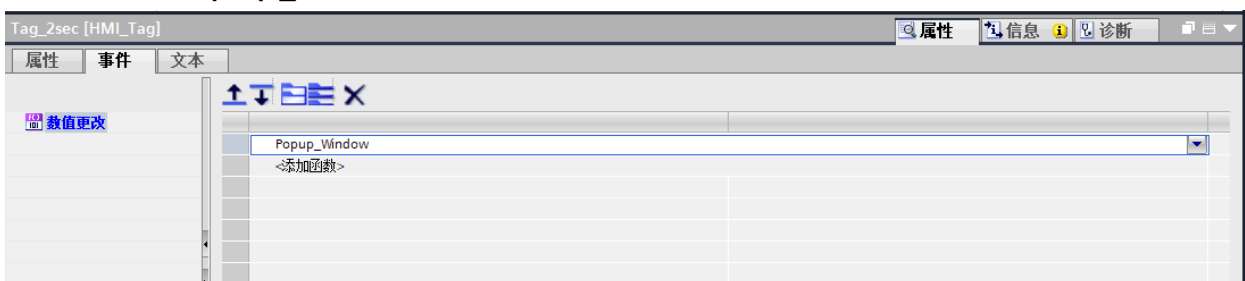 Tag_2sec [HMI_Tag]
属性 信息 诊断
属性 事件 文本
数值更改
Popup_Window
<添加函数>